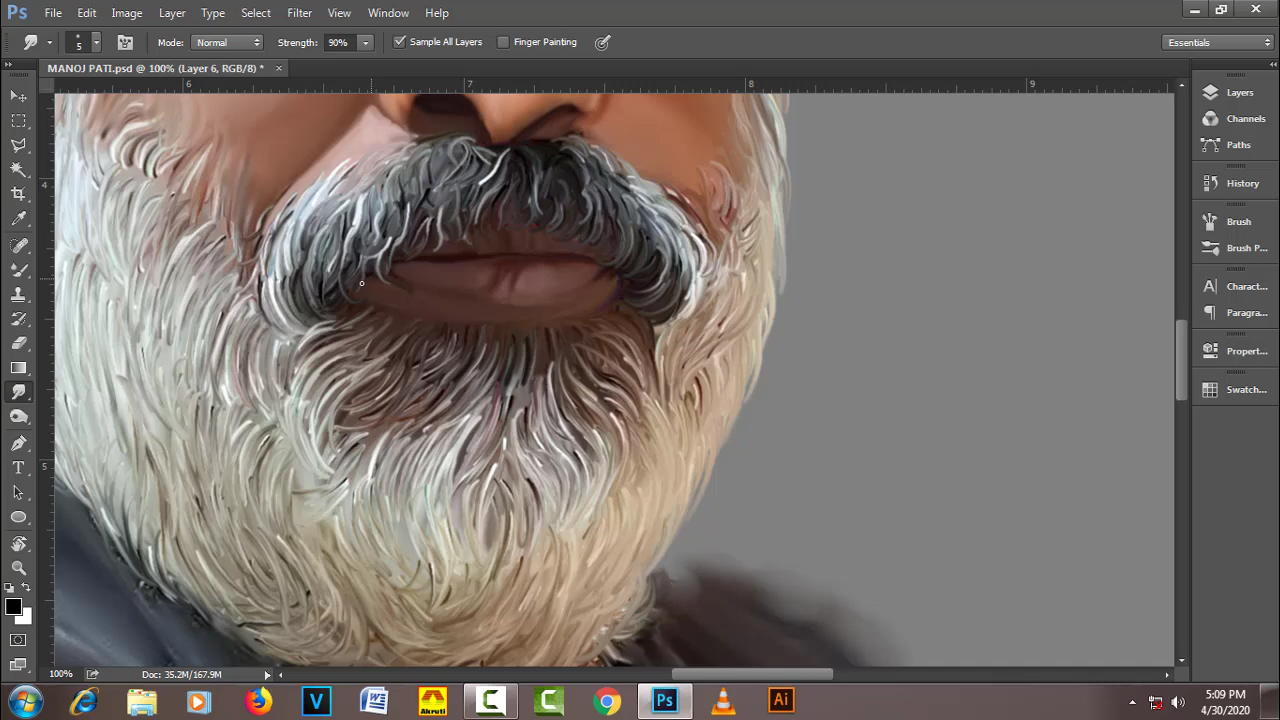 Ps File Edit Image Layer Type Select Filter View Window Help
5 Mode: Normal Strength: 90% Sample All Layers Finger Painting Essentials
MANOJ PATI.psd @ 100% (Layer 6, RGB/8) * ×
6 7 8 9
Layers
Channels
Paths
4
History
Brush
Brush P...
Charact...
Paragra...
Propert...
Swatch...
5
T
100% Doc: 35.2M/167.9M
V W Akruti C C Ps Ai
5:09 PM
4/30/2020